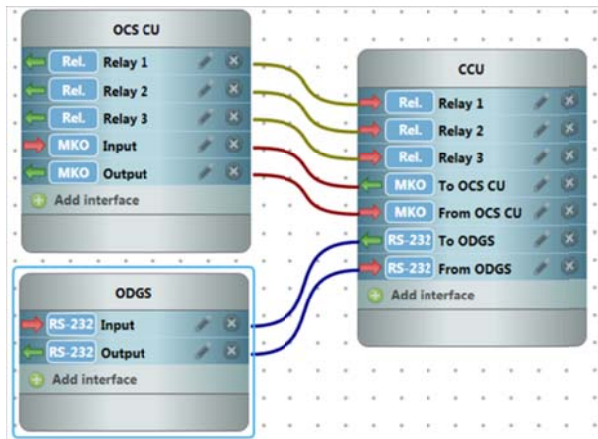 OCS CU
Rel. Relay 1
Rel. Relay 2
Rel. Relay 3
MKO Input
MKO Output
Add interface
CCU
Rel. Relay 1
Rel. Relay 2
Rel. Relay 3
MKO To OCS CU
MKO From OCS CU
RS-232 To ODGS
RS-232 From ODGS
Add interface
ODGS
RS-232 Input
RS-232 Output
Add interface